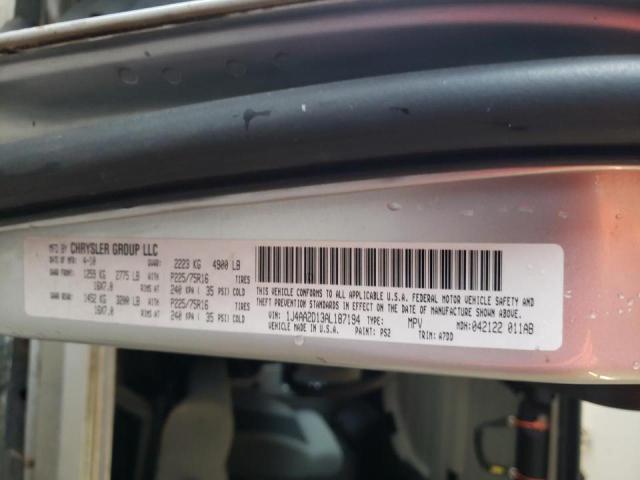 MFD BY CHRYSLER GROUP LLC
DATE OF MFR: 4-10 GVWR: 2223 KG 4900 LB
GAWR FRONT: 1259 KG 2775 LB WITH P225/75R16 TIRES
16X7.0 RIMS AT 240 KPA ( 35 PSI) COLD
GAWR REAR: 1452 KG 3200 LB WITH P225/75R16 TIRES
16X7.0 RIMS AT 240 KPA ( 35 PSI) COLD
THIS VEHICLE CONFORMS TO ALL APPLICABLE U.S.A. FEDERAL MOTOR VEHICLE SAFETY AND
THEFT PREVENTION STANDARDS IN EFFECT ON THE DATE OF MANUFACTURE SHOWN ABOVE.
VIN: 1J4AA2D13AL187194 TYPE: MPV MDH: 042122 011AB
VEHICLE MADE IN U.S.A. PAINT: PS2 TRIM: A7DD